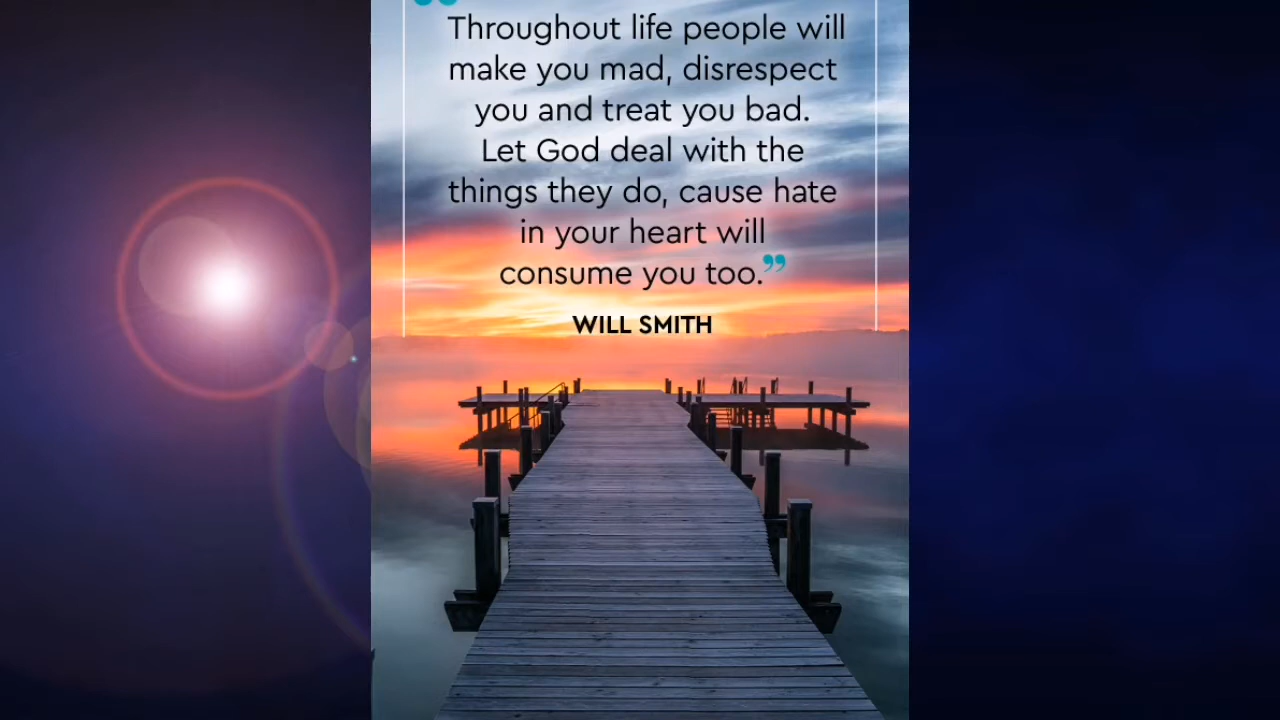 “Throughout life people will
make you mad, disrespect
you and treat you bad.
Let God deal with the
things they do, cause hate
in your heart will
consume you too.”
WILL SMITH